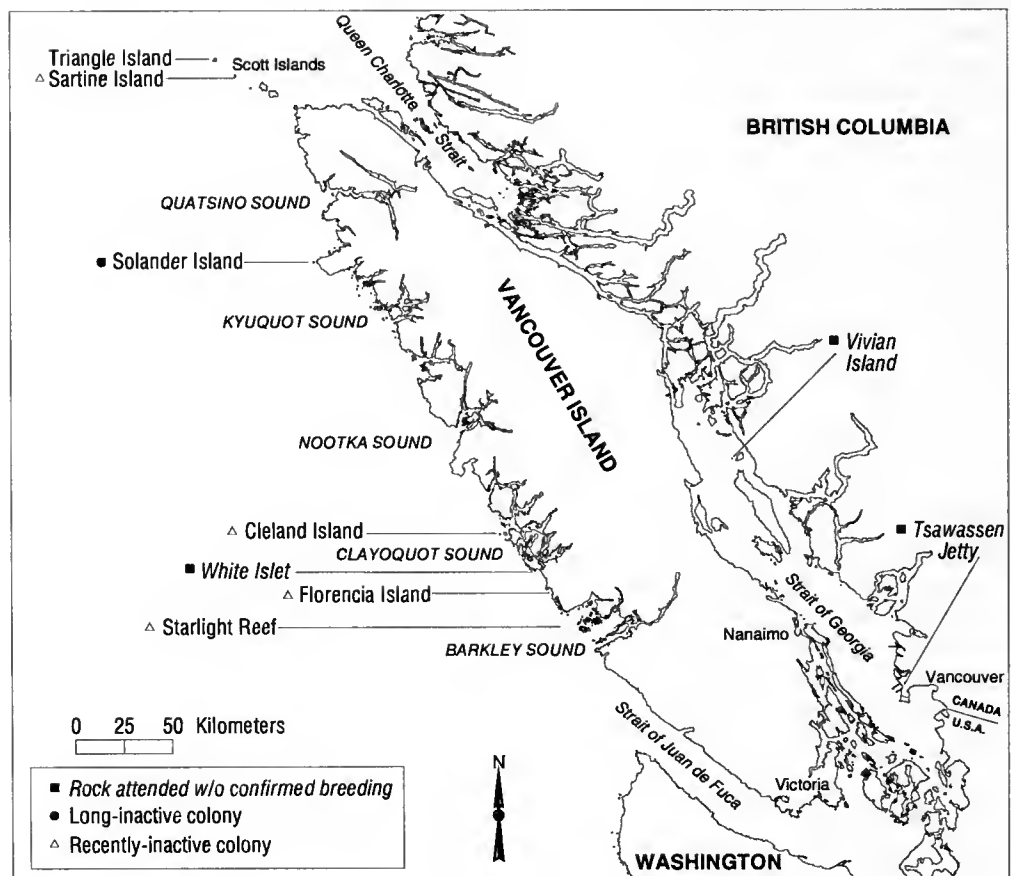 Triangle Island
Scott Islands
△ Sartine Island
Queen Charlotte
Strait
BRITISH COLUMBIA
QUATSINO SOUND
● Solander Island
KYUQUOT SOUND
VANCOUVER ISLAND
■ Vivian
Island
NOOTKA SOUND
△ Cleland Island
CLAYOQUOT SOUND
■ White Islet
△ Florencia Island
△ Starlight Reef
BARKLEY SOUND
■ Tsawassen
Jetty
Strait of Georgia
Nanaimo
Vancouver
CANADA
U.S.A.
0 25 50 Kilometers
Strait of Juan de Fuca
Victoria
N
WASHINGTON
■ Rock attended w/o confirmed breeding
● Long-inactive colony
△ Recently-inactive colony